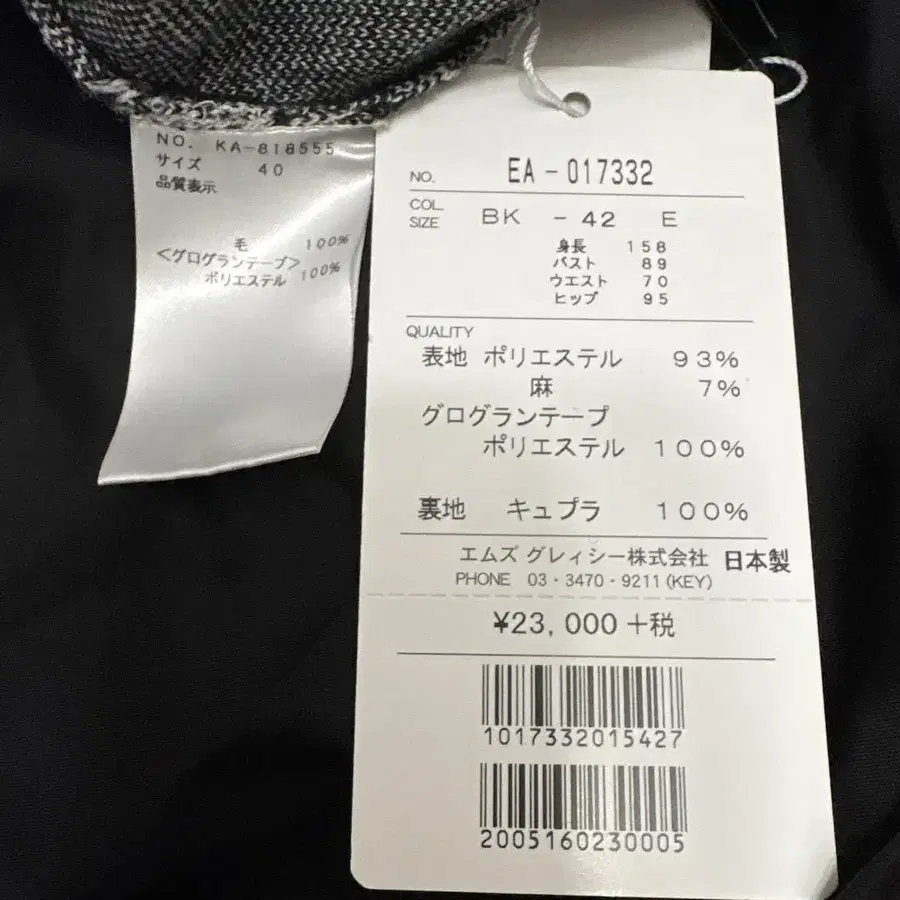 NO. KA-818555
サイズ 40
品質表示
毛 100%
<グログランテープ>
ポリエステル 100%
NO. EA-017332
COL.
SIZE BK - 42 E
身長 158
バスト 89
ウエスト 70
ヒップ 95
QUALITY
表地 ポリエステル 93%
麻 7%
グログランテープ
ポリエステル 100%
裏地 キュプラ 100%
エムズ グレィシー株式会社 日本製
PHONE 03・3470・9211(KEY)
¥23,000+税
1017332015427
2005160230005